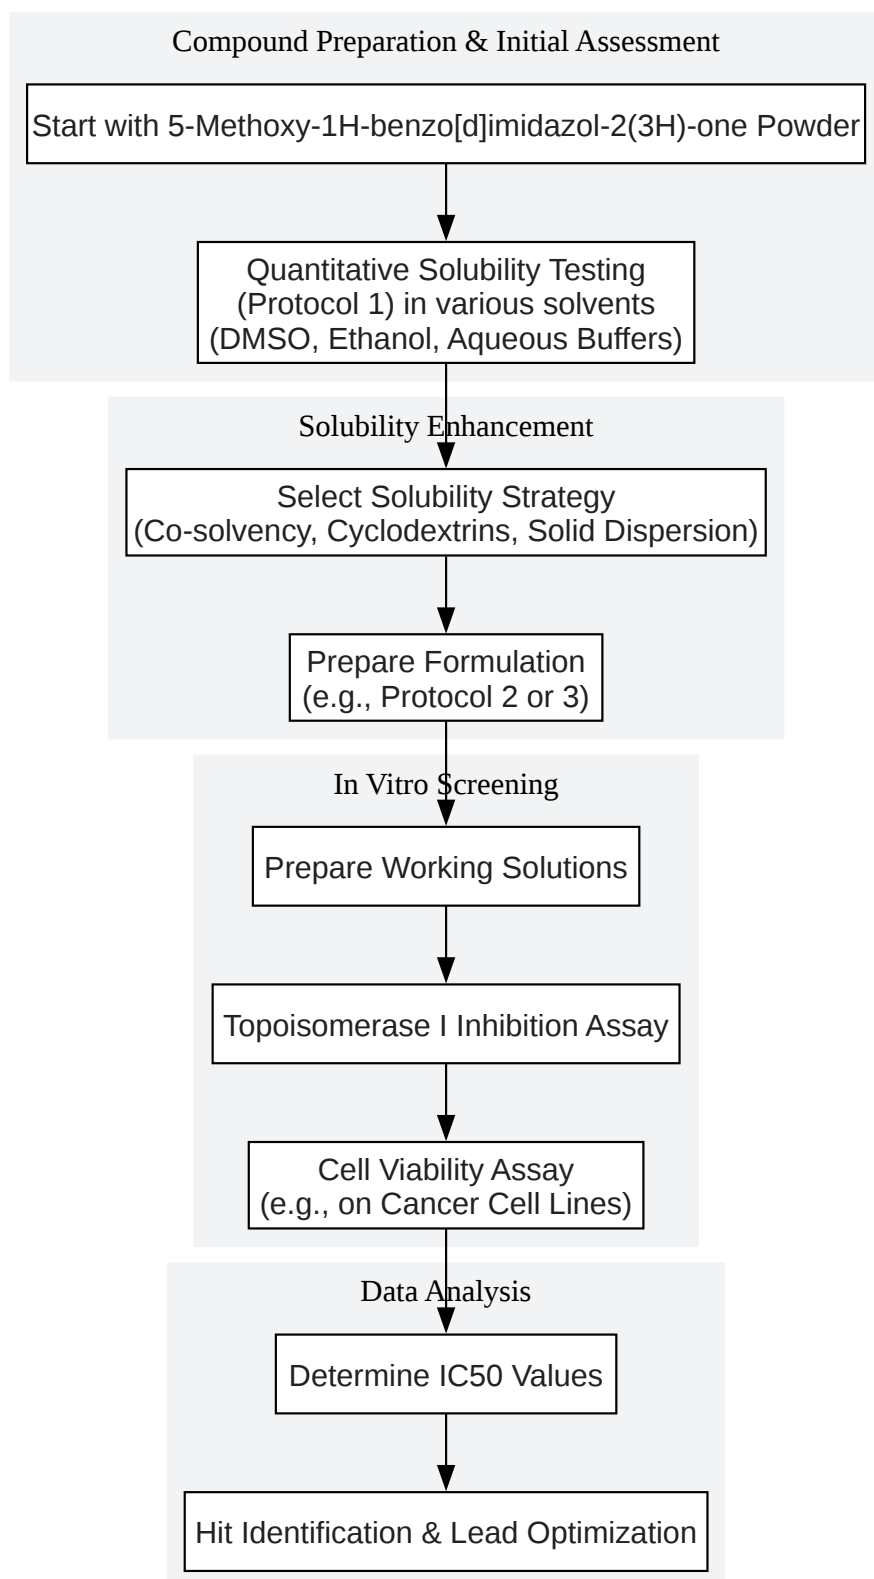 Compound Preparation & Initial Assessment
Start with 5-Methoxy-1H-benzo[d]imidazol-2(3H)-one Powder
Quantitative Solubility Testing
(Protocol 1) in various solvents
(DMSO, Ethanol, Aqueous Buffers)
Solubility Enhancement
Select Solubility Strategy
(Co-solvency, Cyclodextrins, Solid Dispersion)
Prepare Formulation
(e.g., Protocol 2 or 3)
In Vitro Screening
Prepare Working Solutions
Topoisomerase I Inhibition Assay
Cell Viability Assay
(e.g., on Cancer Cell Lines)
Data Analysis
Determine IC50 Values
Hit Identification & Lead Optimization